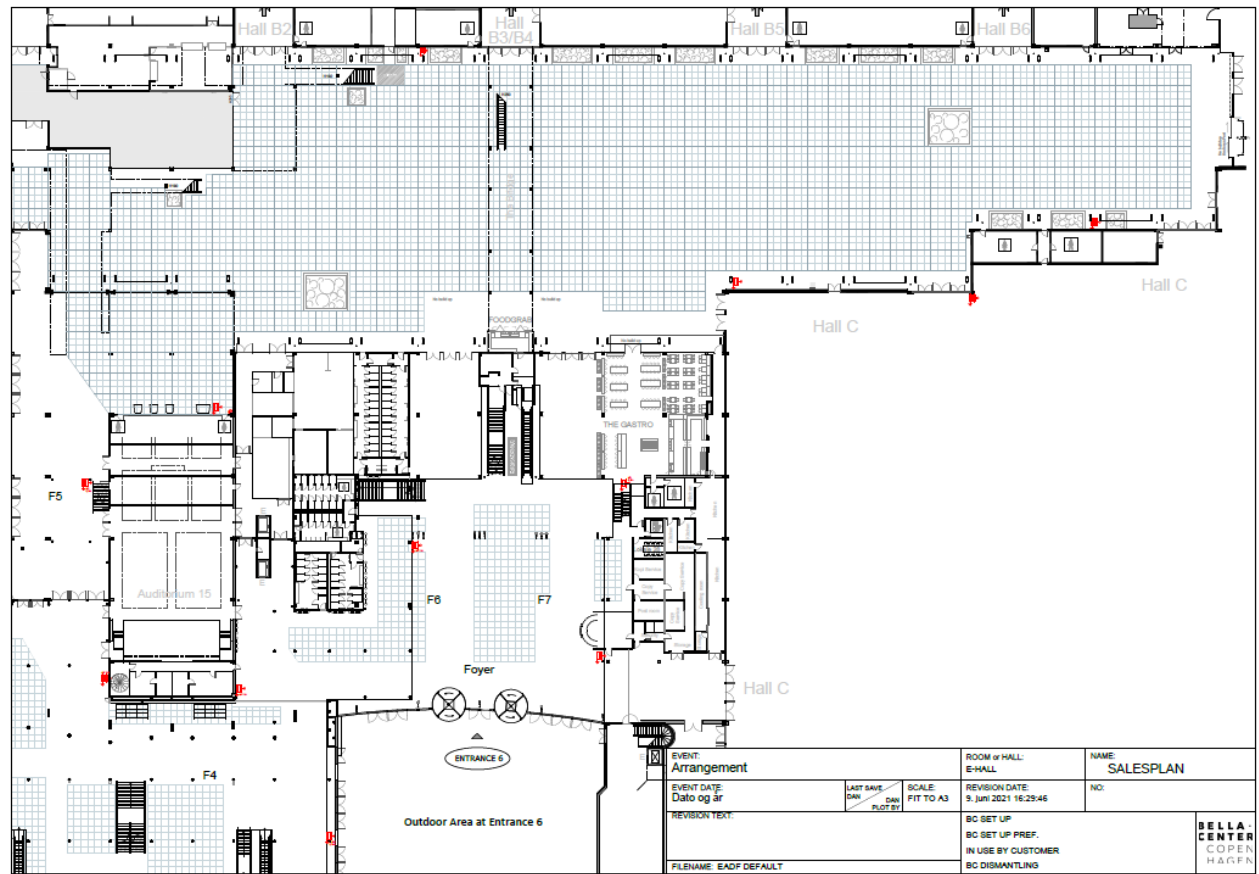 Hall B2
Hall
B3/B4
Hall B5
Hall B6
Hall C
Hall C
FOODGRAB
THE GASTRO
F5
Auditorium 15
F6
F7
Foyer
Hall C
ENTRANCE 6
F4
Outdoor Area at Entrance 6
EVENT:
Arrangement
ROOM or HALL:
E-HALL
NAME:
SALESPLAN
EVENT DATE:
Dato og år
LAST SAVE
DAN
DAN
PLOT BY
SCALE:
FIT TO A3
REVISION DATE:
9. juni 2021 16:29:46
NO:
REVISION TEXT:
BC SET UP
BC SET UP PREF.
IN USE BY CUSTOMER
BC DISMANTLING
FILENAME: EADF DEFAULT
BELLA-
CENTER
COPEN
HAGEN